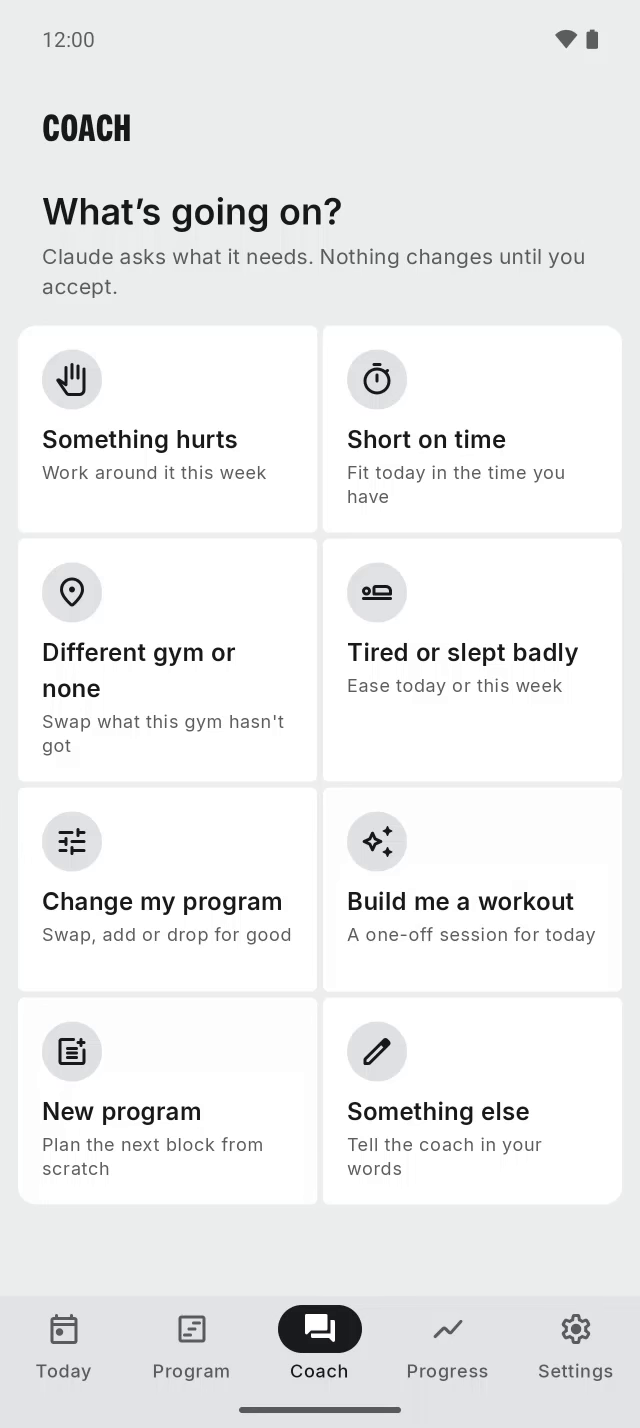 12:00
COACH
What’s going on?
Claude asks what it needs. Nothing changes until you
accept.
Something hurts
Work around it this week
Short on time
Fit today in the time you
have
Different gym or
none
Swap what this gym hasn't
got
Tired or slept badly
Ease today or this week
Change my program
Swap, add or drop for good
Build me a workout
A one-off session for today
New program
Plan the next block from
scratch
Something else
Tell the coach in your
words
Today
Program
Coach
Progress
Settings